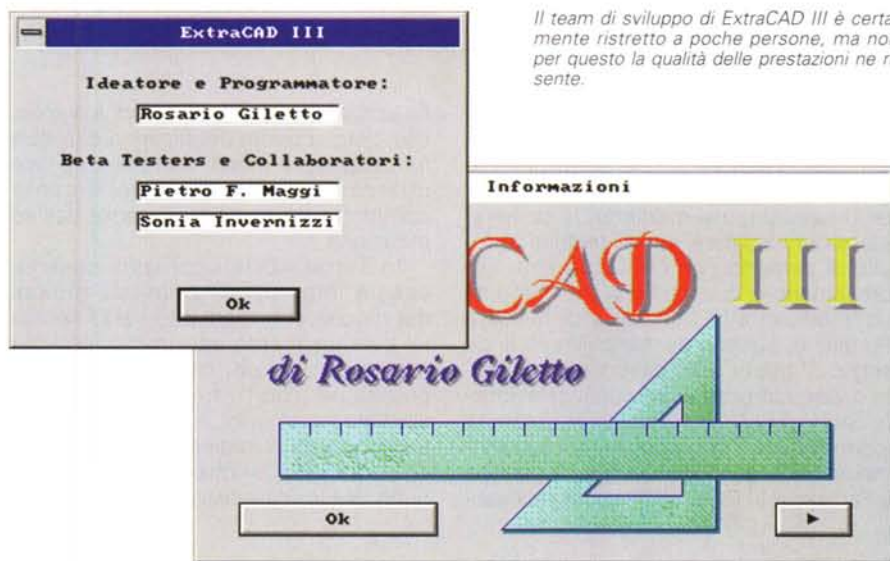 Il team di sviluppo di ExtraCAD III è certa-
mente ristretto a poche persone, ma non
per questo la qualità delle prestazioni ne ri-
sente.
ExtraCAD III
Ideatore e Programmatore:
Rosario Giletto
Beta Testers e Collaboratori:
Pietro F. Maggi
Sonia Invernizzi
Ok
Informazioni
CAD III
di Rosario Giletto
Ok